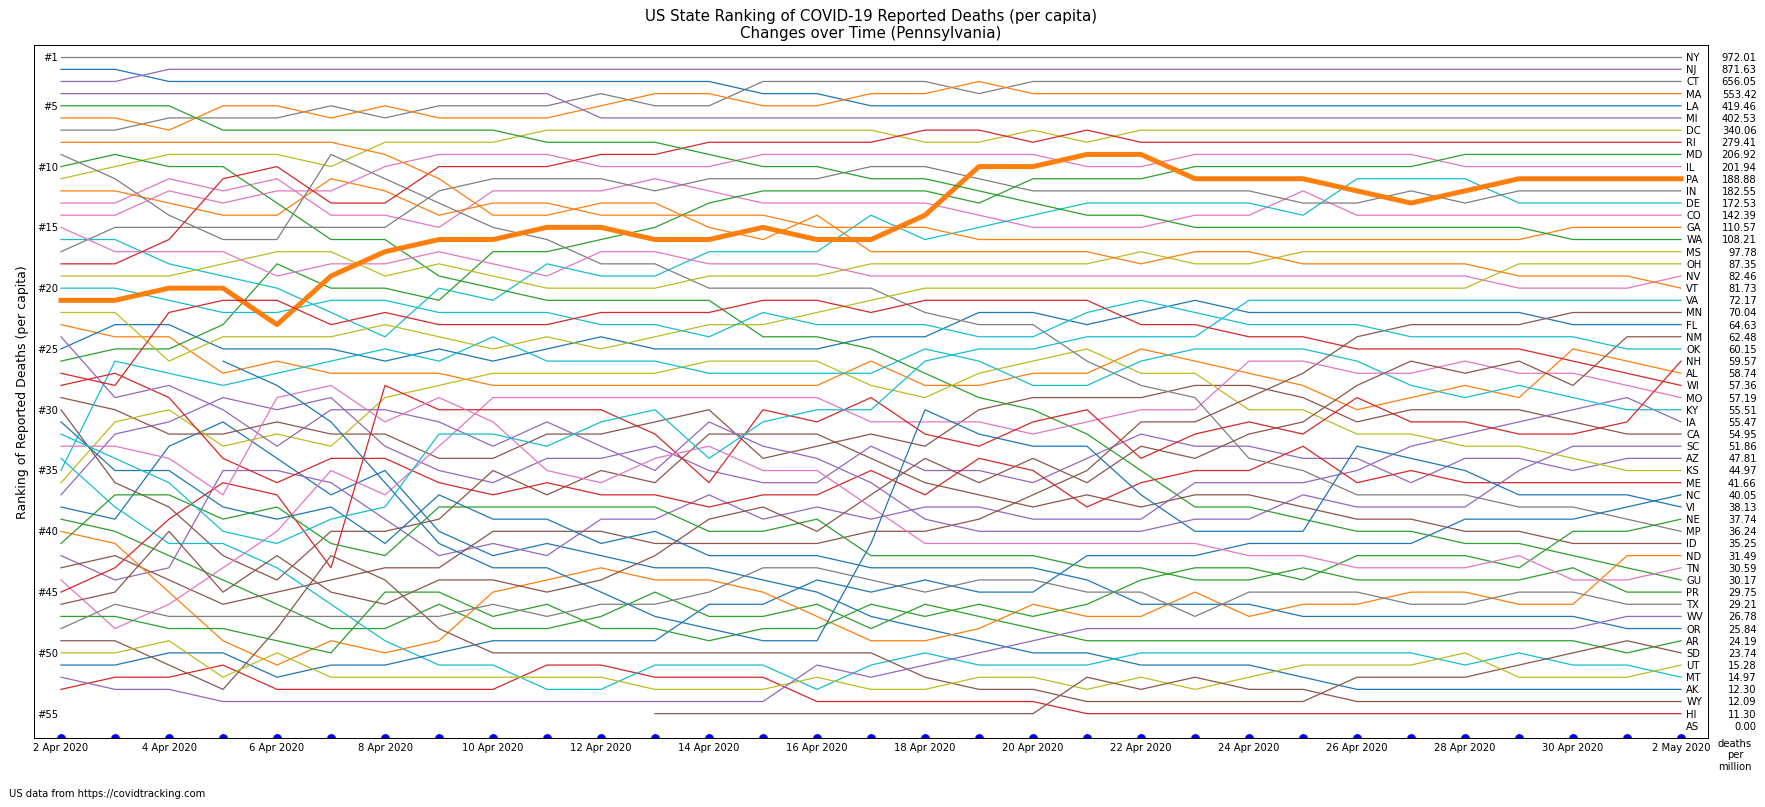 US State Ranking of COVID-19 Reported Deaths (per capita)
Changes over Time (Pennsylvania)
Ranking of Reported Deaths (per capita)
#1
#5
#10
#15
#20
#25
#30
#35
#40
#45
#50
#55
NY 972.01
NJ 871.63
CT 656.05
MA 553.42
LA 419.46
MI 402.53
DC 340.06
RI 279.41
MD 206.92
IL 201.94
PA 188.88
IN 182.55
DE 172.53
CO 142.39
GA 110.57
WA 108.21
MS 97.78
OH 87.35
NV 82.46
VT 81.73
VA 72.17
MN 70.04
FL 64.63
NM 62.48
OK 60.15
NH 59.57
AL 58.74
WI 57.36
MO 57.19
KY 55.51
IA 55.47
CA 54.95
SC 51.86
AZ 47.81
KS 44.97
ME 41.66
NC 40.05
VI 38.13
NE 37.74
MP 36.24
ID 35.25
ND 31.49
TN 30.59
GU 30.17
PR 29.75
TX 29.21
WV 26.78
OR 25.84
AR 24.19
SD 23.74
UT 15.28
MT 14.97
AK 12.30
WY 12.09
HI 11.30
AS 0.00
2 Apr 2020 4 Apr 2020 6 Apr 2020 8 Apr 2020 10 Apr 2020 12 Apr 2020 14 Apr 2020 16 Apr 2020 18 Apr 2020 20 Apr 2020 22 Apr 2020 24 Apr 2020 26 Apr 2020 28 Apr 2020 30 Apr 2020 2 May 2020
deaths
per
million
US data from https://covidtracking.com